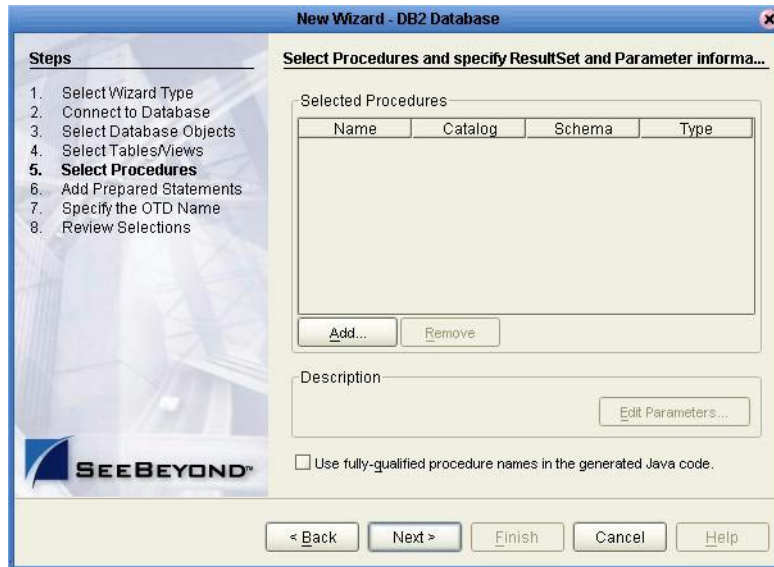 New Wizard - DB2 Database
Steps
1. Select Wizard Type
2. Connect to Database
3. Select Database Objects
4. Select Tables/Views
5. Select Procedures
6. Add Prepared Statements
7. Specify the OTD Name
8. Review Selections
SEEBEYOND™
Select Procedures and specify ResultSet and Parameter informa...
Selected Procedures
Name Catalog Schema Type
Add... Remove
Description
Edit Parameters...
Use fully-qualified procedure names in the generated Java code.
< Back Next > Finish Cancel Help